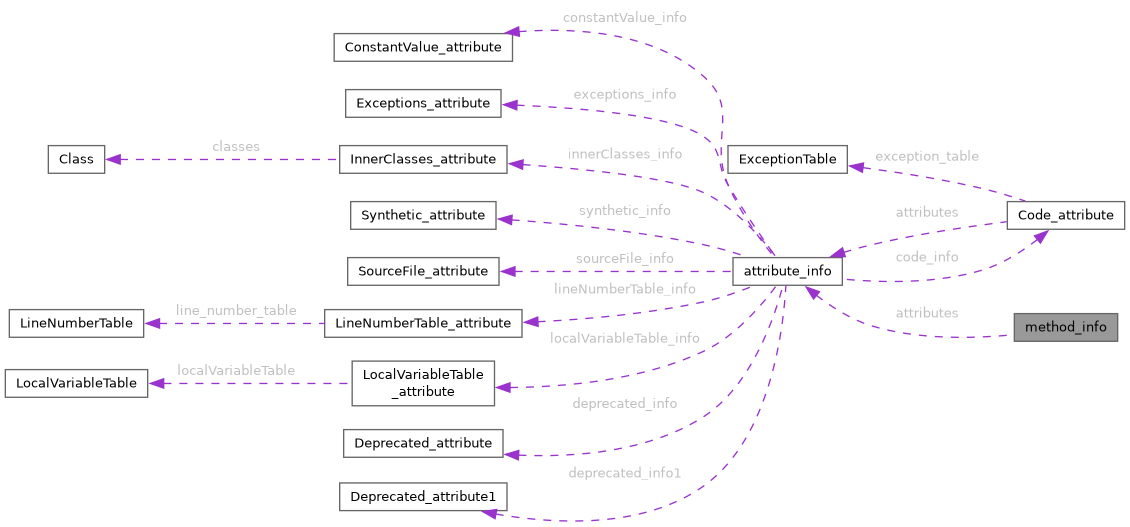 constantValue_info
ConstantValue_attribute
exceptions_info
Exceptions_attribute
classes
innerClasses_info
exception_table
Class
InnerClasses_attribute
ExceptionTable
synthetic_info
attributes
Synthetic_attribute
Code_attribute
sourceFile_info
code_info
SourceFile_attribute
attribute_info
lineNumberTable_info
line_number_table
attributes
LineNumberTable
LineNumberTable_attribute
method_info
localVariableTable_info
localVariableTable
LocalVariableTable
LocalVariableTable
_attribute
deprecated_info
Deprecated_attribute
deprecated_info1
Deprecated_attribute1